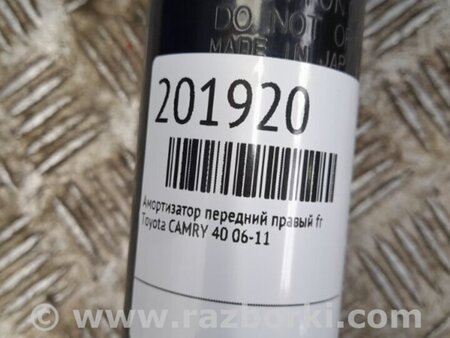 DO NOT O
MADE IN JAP
201920
Амортизатор передний правый fr
Toyota CAMRY 40 06-11
www.razborki.com